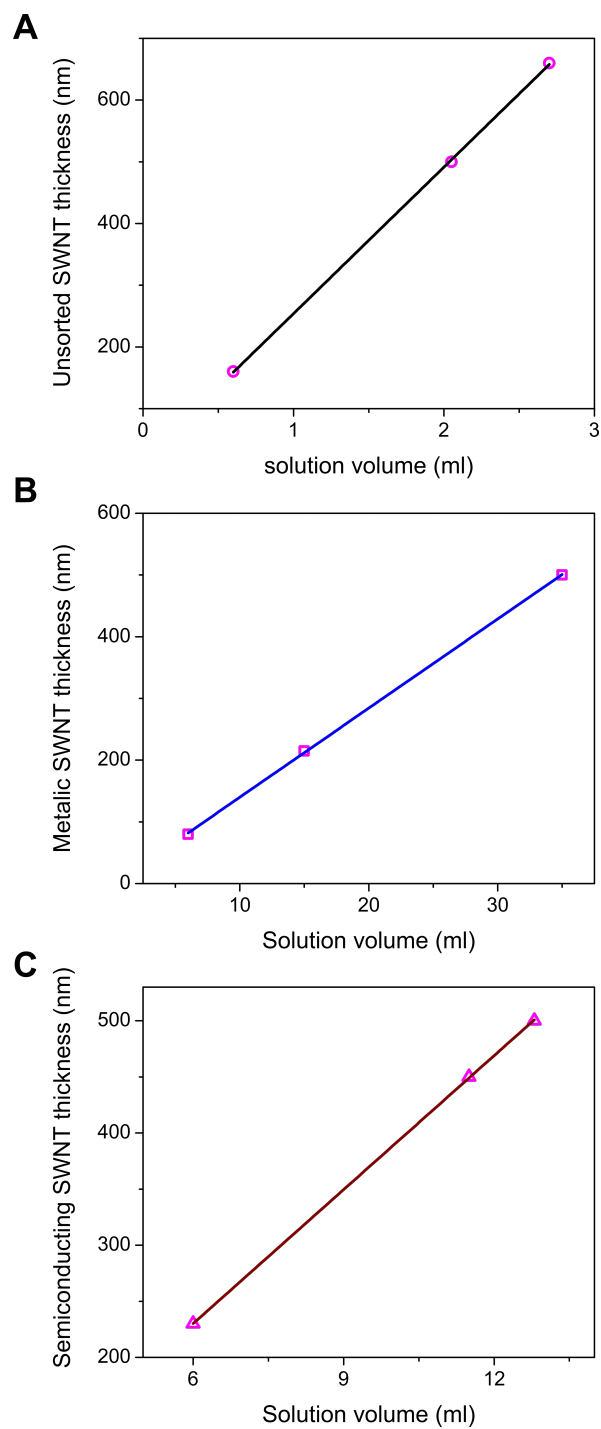 A
Unsorted SWNT thickness (nm)
600
400
200
0 1 2 3
solution volume (ml)
B
Metalic SWNT thickness (nm)
600
400
200
0
10 20 30
Solution volume (ml)
C
Semiconducting SWNT thickness (nm)
500
400
300
200
6 9 12
Solution volume (ml)